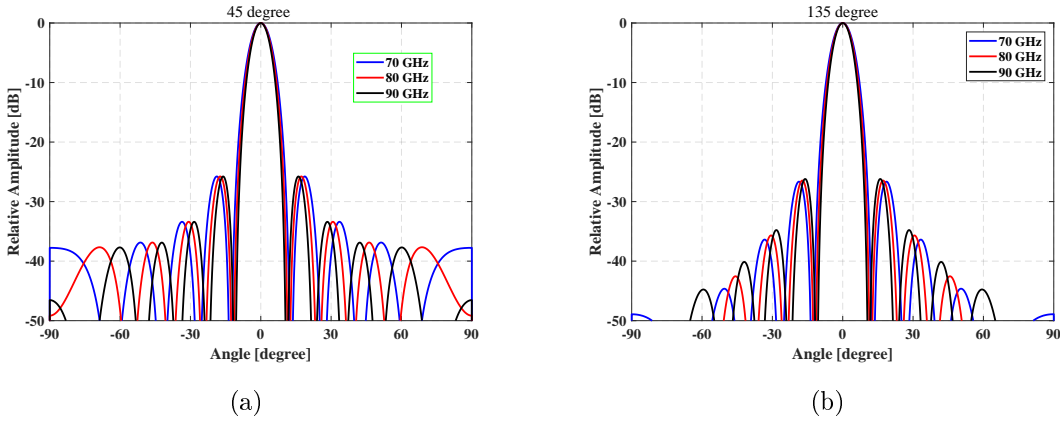 45 degree
Relative Amplitude [dB]
0
-10
-20
-30
-40
-50
70 GHz
80 GHz
90 GHz
-90
-60
-30
0
30
60
90
Angle [degree]
(a)
135 degree
Relative Amplitude [dB]
0
-10
-20
-30
-40
-50
70 GHz
80 GHz
90 GHz
-90
-60
-30
0
30
60
90
Angle [degree]
(b)